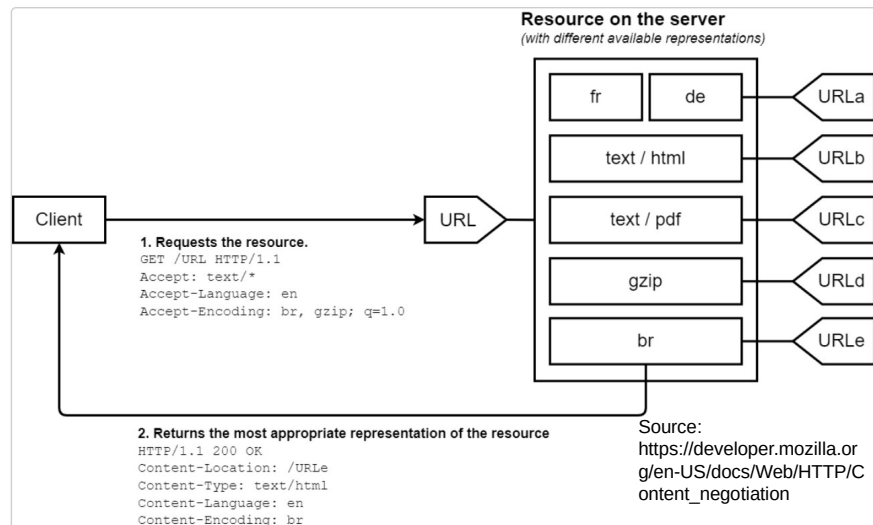 Resource on the server
(with different available representations)
fr
de
URLa
text / html
URLb
Client
URL
text / pdf
URLc
1. Requests the resource.
GET /URL HTTP/1.1
Accept: text/*
Accept-Language: en
Accept-Encoding: br, gzip; q=1.0
gzip
URLd
br
URLe
2. Returns the most appropriate representation of the resource
HTTP/1.1 200 OK
Content-Location: /URLe
Content-Type: text/html
Content-Language: en
Content-Encoding: br
Source:
https://developer.mozilla.or
g/en-US/docs/Web/HTTP/C
ontent_negotiation